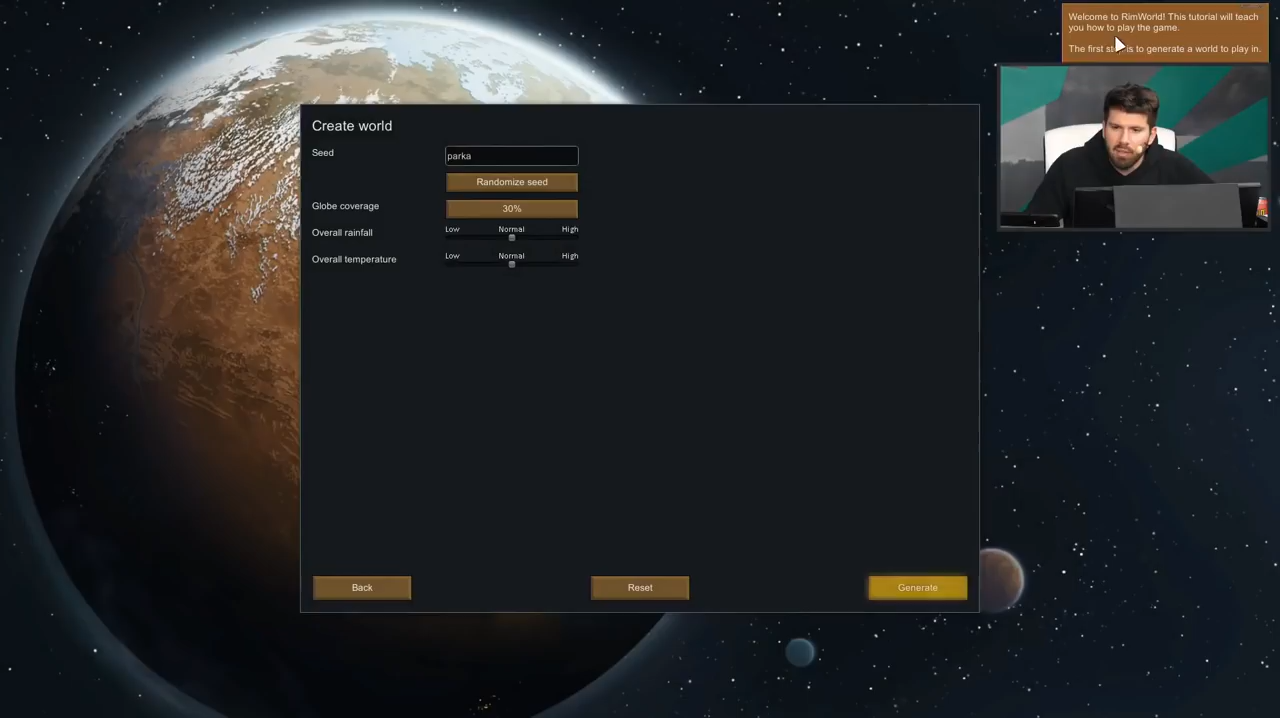 Welcome to RimWorld! This tutorial will teach
you how to play the game.
The first is to generate a world to play in.
Create world
Seed
parka
Randomize seed
Globe coverage
30%
Overall rainfall
Low Normal High
Overall temperature
Low Normal High
Back
Reset
Generate